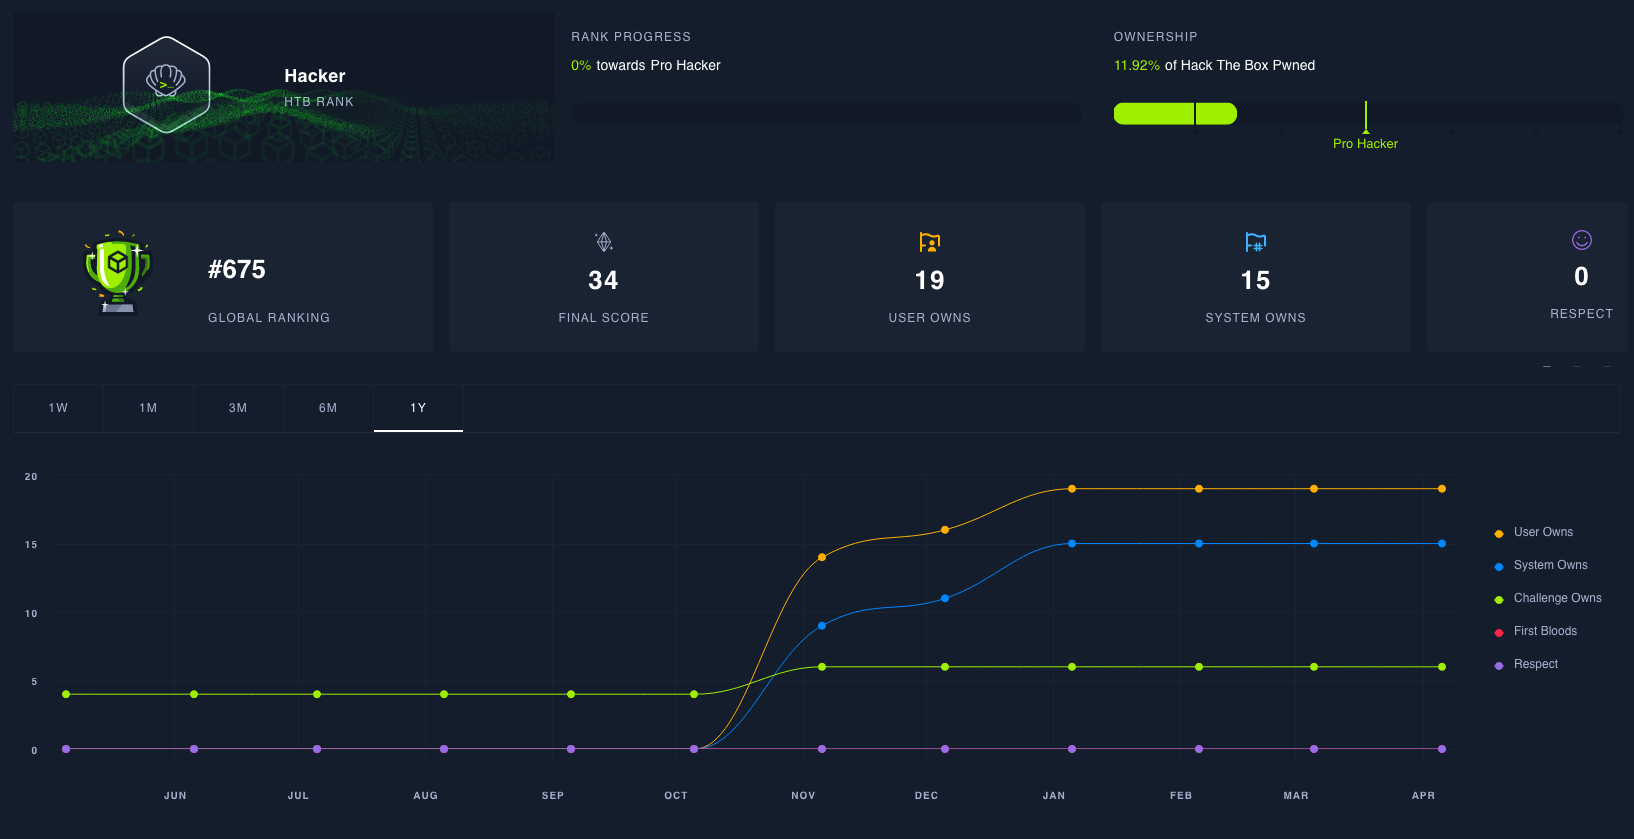 Hacker
HTB RANK
RANK PROGRESS
0% towards Pro Hacker
OWNERSHIP
11.92% of Hack The Box Pwned
Pro Hacker
#675
GLOBAL RANKING
34
FINAL SCORE
19
USER OWNS
15
SYSTEM OWNS
0
RESPECT
1W 1M 3M 6M 1Y
20
15
10
5
0
JUN JUL AUG SEP OCT NOV DEC JAN FEB MAR APR
User Owns
System Owns
Challenge Owns
First Bloods
Respect